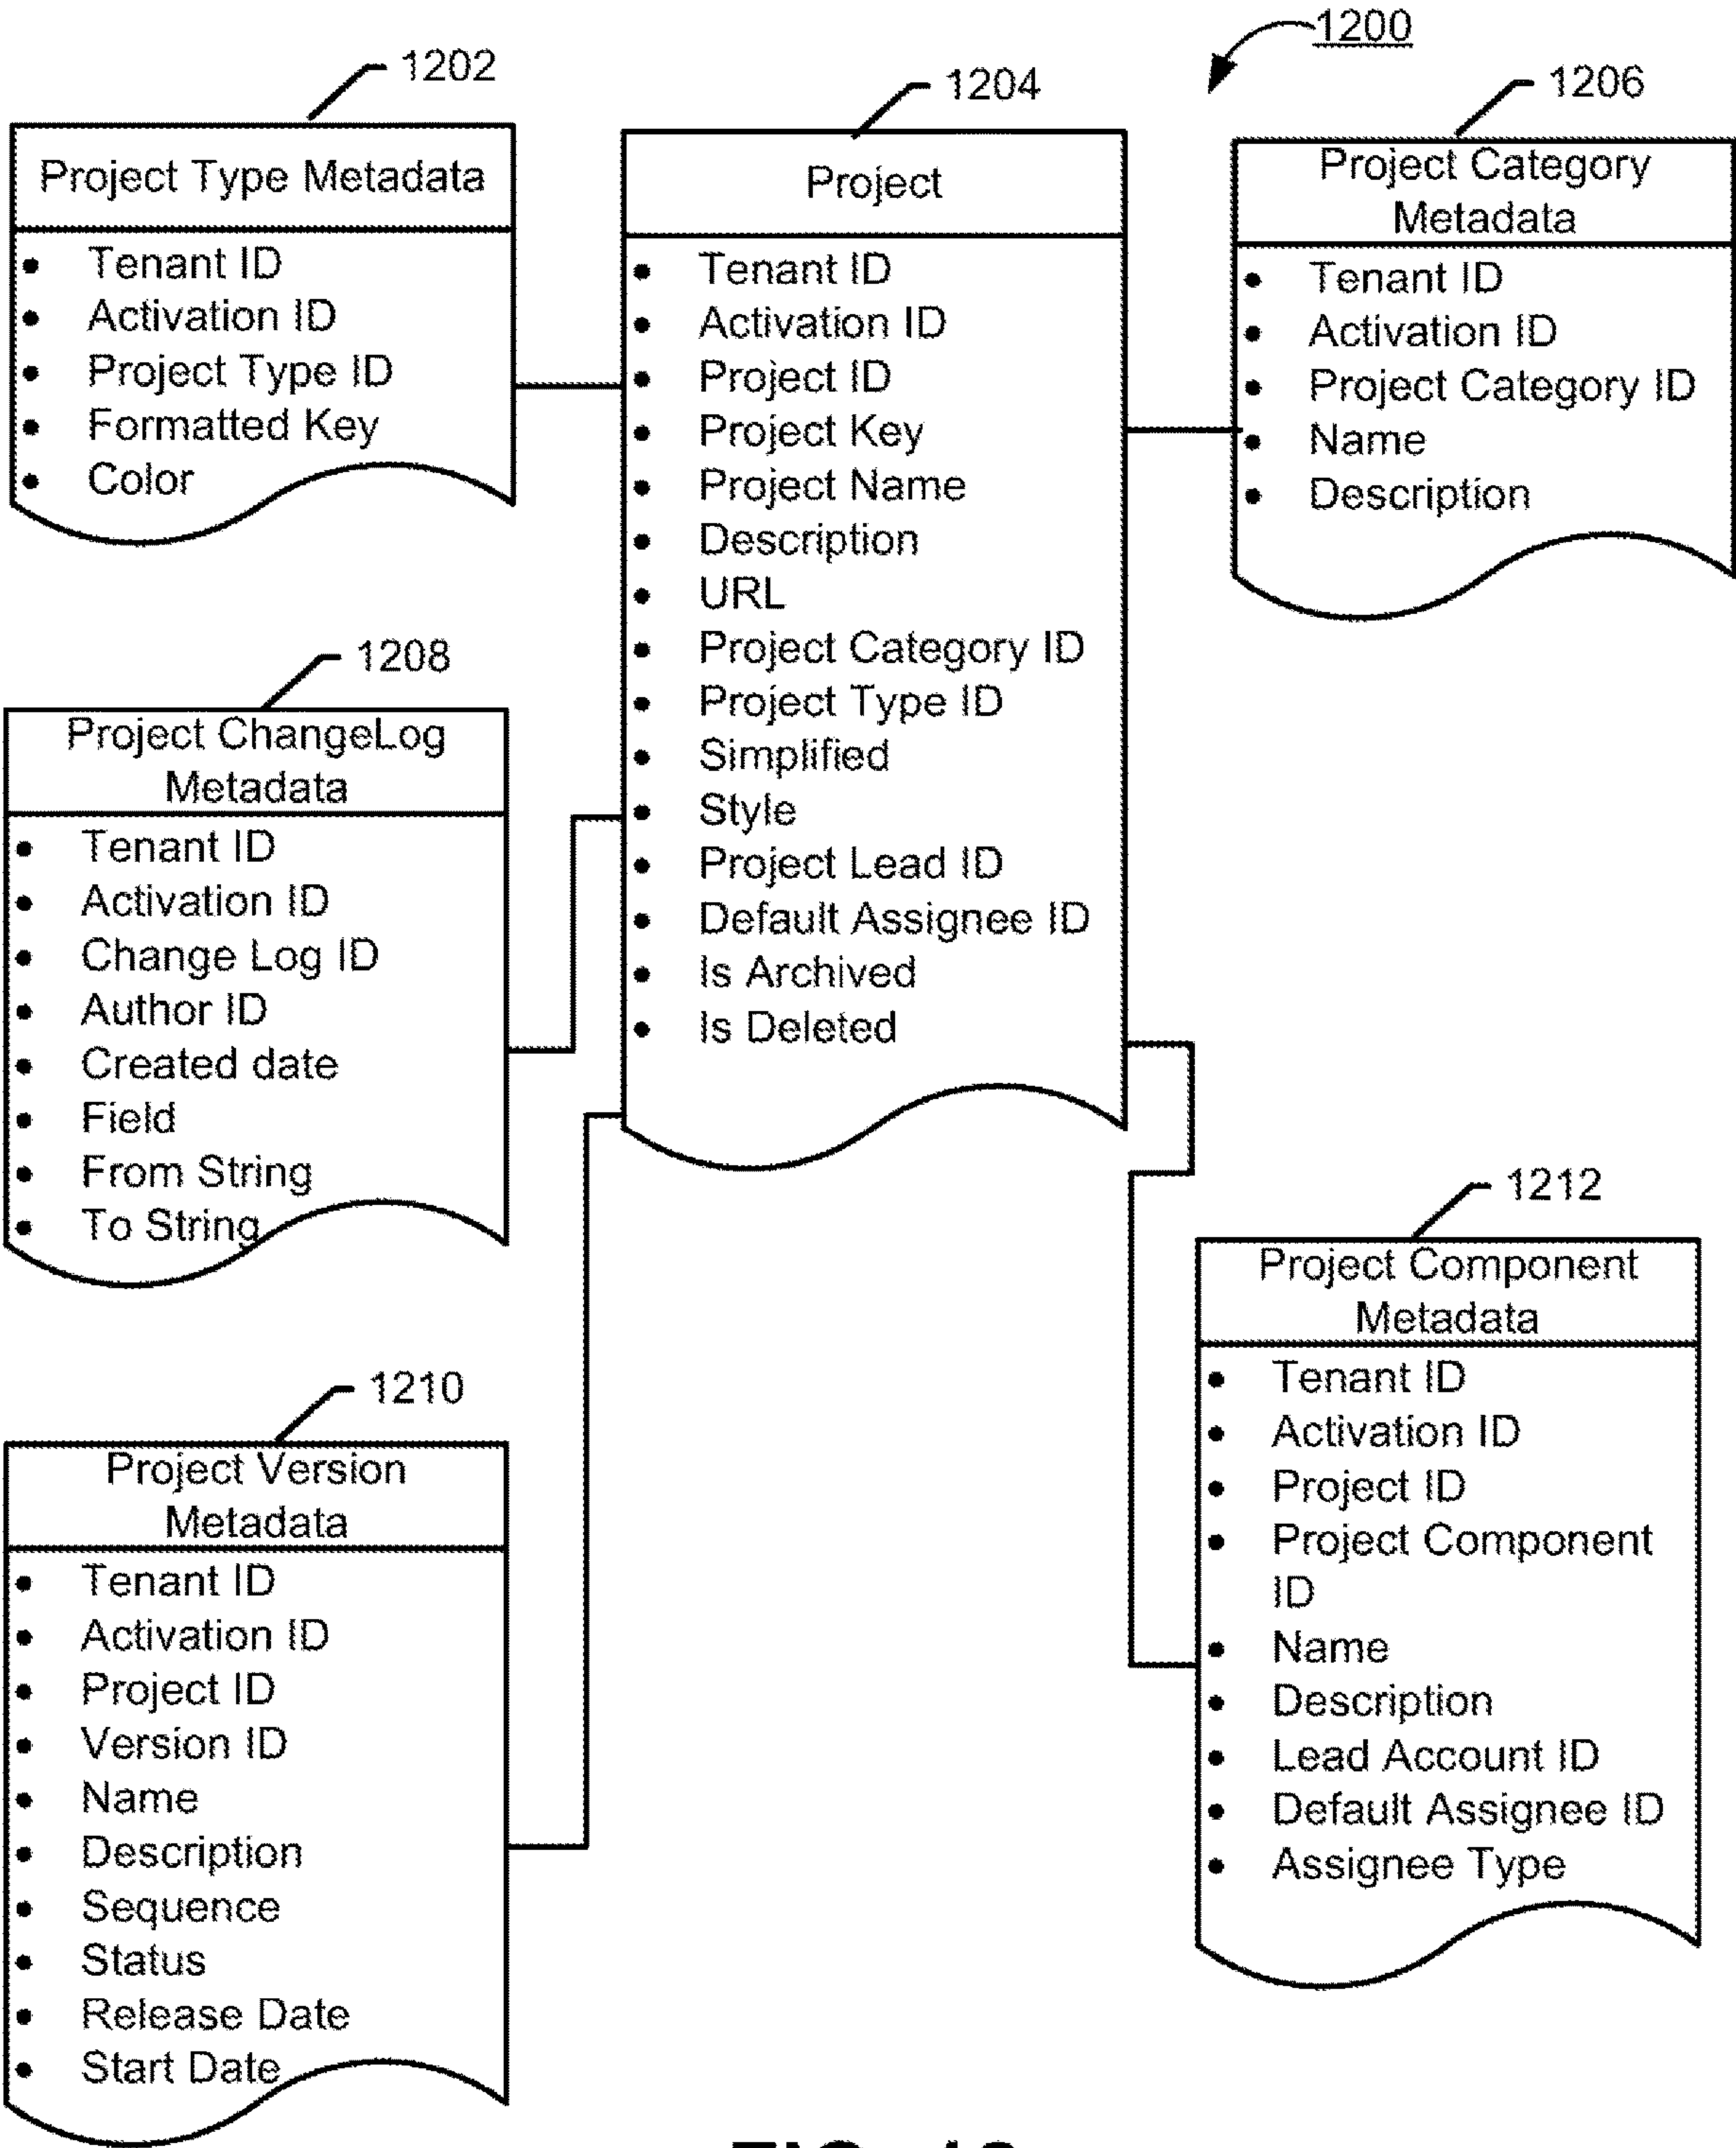 1200
1202
Project Type Metadata
• Tenant ID
• Activation ID
• Project Type ID
• Formatted Key
• Color
1204
Project
• Tenant ID
• Activation ID
• Project ID
• Project Key
• Project Name
• Description
• URL
• Project Category ID
• Project Type ID
• Simplified
• Style
• Project Lead ID
• Default Assignee ID
• Is Archived
• Is Deleted
1206
Project Category
Metadata
• Tenant ID
• Activation ID
• Project Category ID
• Name
• Description
1208
Project ChangeLog
Metadata
• Tenant ID
• Activation ID
• Change Log ID
• Author ID
• Created date
• Field
• From String
• To String
1210
Project Version
Metadata
• Tenant ID
• Activation ID
• Project ID
• Version ID
• Name
• Description
• Sequence
• Status
• Release Date
• Start Date
1212
Project Component
Metadata
• Tenant ID
• Activation ID
• Project ID
• Project Component
ID
• Name
• Description
• Lead Account ID
• Default Assignee ID
• Assignee Type